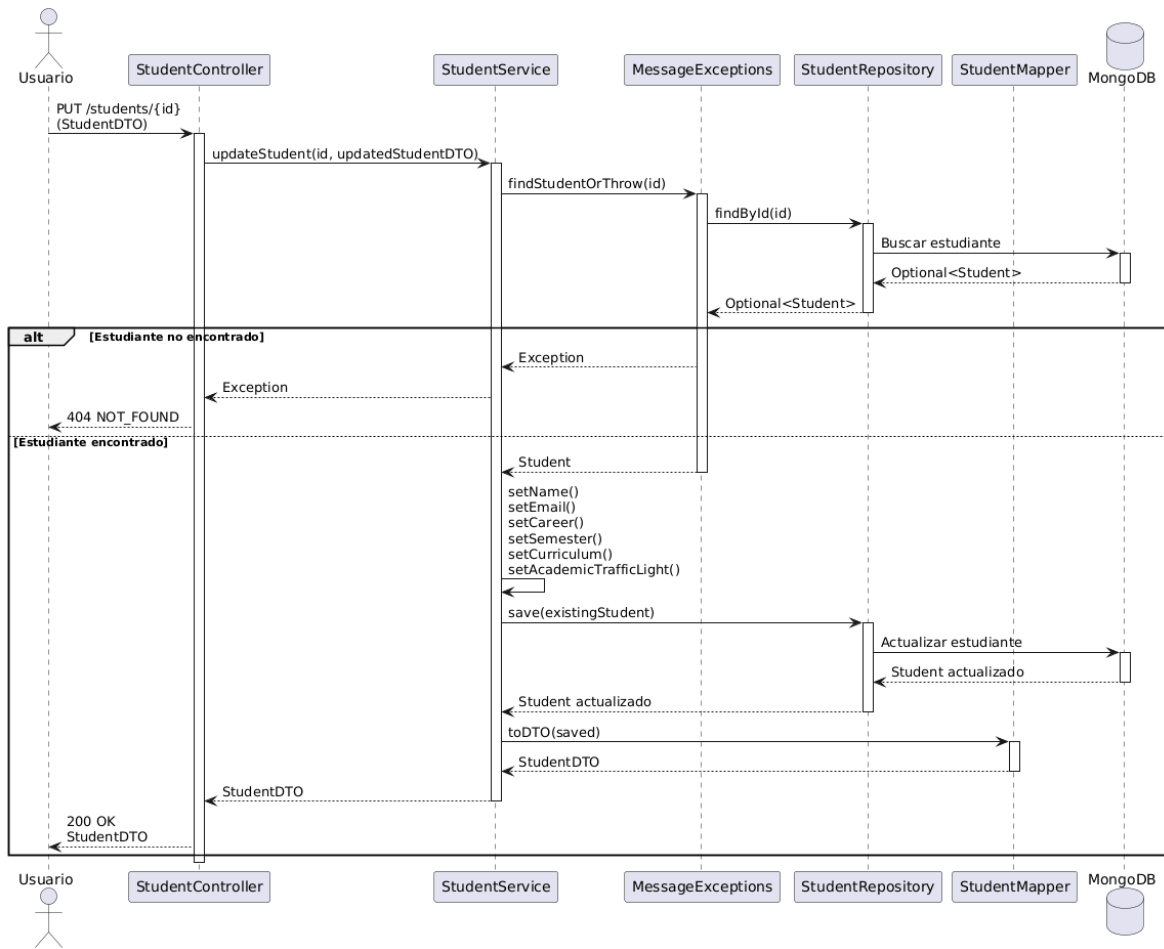 Usuario
StudentController
StudentService
MessageExceptions
StudentRepository
StudentMapper
MongoDB
PUT /students/{id}
(StudentDTO)
updateStudent(id, updatedStudentDTO)
findStudentOrThrow(id)
findById(id)
Buscar estudiante
Optional<Student>
Optional<Student>
alt
[Estudiante no encontrado]
Exception
Exception
404 NOT_FOUND
[Estudiante encontrado]
Student
setName()
setEmail()
setCareer()
setSemester()
setCurriculum()
setAcademicTrafficLight()
save(existingStudent)
Actualizar estudiante
Student actualizado
Student actualizado
toDTO(saved)
StudentDTO
StudentDTO
200 OK
StudentDTO
Usuario
StudentController
StudentService
MessageExceptions
StudentRepository
StudentMapper
MongoDB